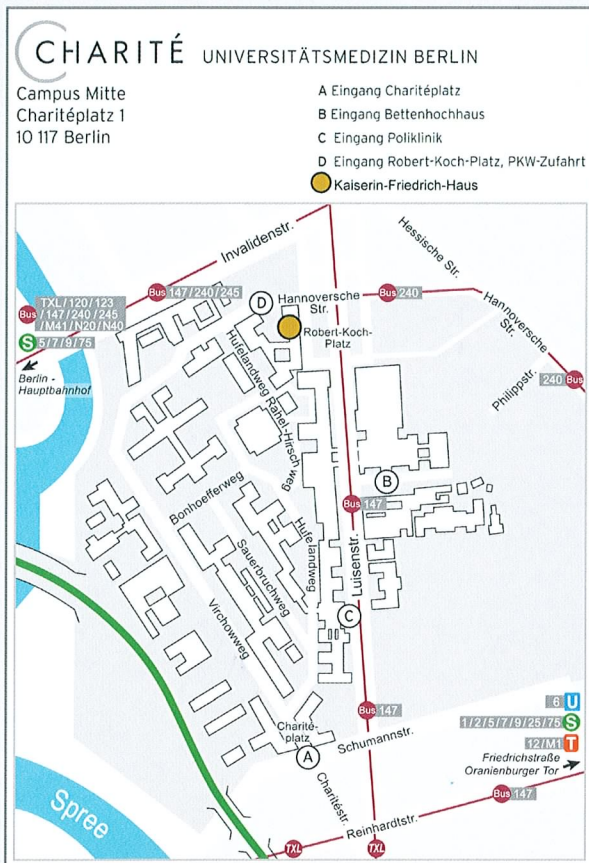 CHARITÉ UNIVERSITÄTSMEDIZIN BERLIN
Campus Mitte
Charitéplatz 1
10 117 Berlin
A Eingang Charitéplatz
B Eingang Bettenhochhaus
C Eingang Poliklinik
D Eingang Robert-Koch-Platz, PKW-Zufahrt
Kaiserin-Friedrich-Haus
Invalidenstr.
Hessische Str.
Bus
TXL/120/123
/147/240/245
/M41/N20/N40
Bus 147/240/245
S 5/7/9/75
Berlin -
Hauptbahnhof
D
Hannoversche
Str.
Bus 240
Hannoversche
Str.
Robert-Koch-
Platz
Philippstr.
240 Bus
Hufelandweg
Rahel-Hirsch weg
B
Bonhoefferweg
Bus 147
Sauerbruchweg
Hufelandweg
Luisenstr.
Virchowweg
C
6 U
Bus 147
1/2/5/7/9/25/75 S
Charité-
platz
A
Schumannstr.
12/M1 T
Friedrichstraße
Oranienburger Tor
Charitéstr.
Bus 147
Spree
Reinhardtstr.
TXL
TXL